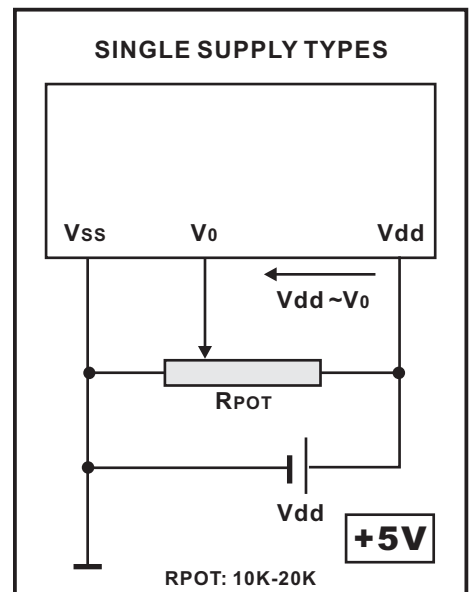 SINGLE SUPPLY TYPES
Vss V0 Vdd
Vdd ~V0
RPOT
Vdd
+5V
RPOT: 10K-20K